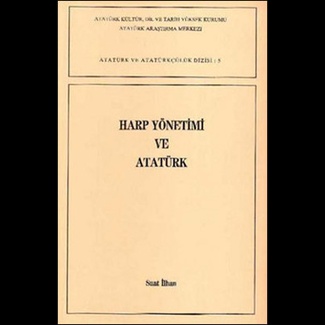 ATATÜRK KÜLTÜR, DİL VE TARİH YÜKSEK KURUMU
ATATÜRK ARAŞTIRMA MERKEZİ
ATATÜRK VE ATATÜRKÇÜLÜK DİZİSİ : 5
HARP YÖNETİMİ
VE
ATATÜRK
Suat İlhan